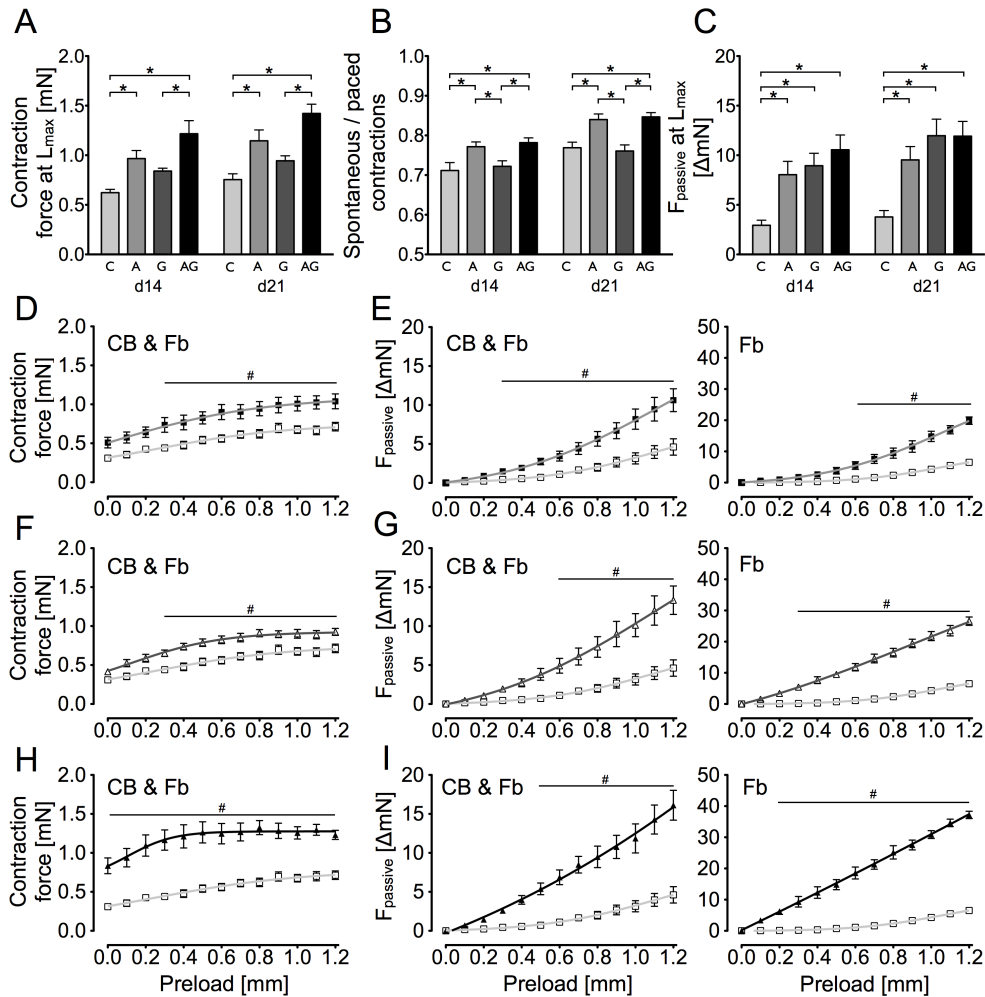 A
Contraction
force at Lmax [mN]
2.0
1.5
1.0
0.5
0.0
* * * *
* * * *
C A G AG C A G AG
d14 d21
B
Spontaneous / paced
contractions
1.0
0.9
0.8
0.7
0.6
0.5
* * * *
* * * *
C A G AG C A G AG
d14 d21
C
Fpassive at Lmax
[ΔmN]
30
20
15
10
5
0
* * *
* * *
C A G AG C A G AG
d14 d21
D
CB & Fb
Contraction
force [mN]
2.0
1.5
1.0
0.5
0.0
#
0.0 0.2 0.4 0.6 0.8 1.0 1.2
E
CB & Fb
Fpassive [ΔmN]
20
15
10
5
0
#
0.0 0.2 0.4 0.6 0.8 1.0 1.2
Fb
50
40
30
20
10
0
#
0.0 0.2 0.4 0.6 0.8 1.0 1.2
F
CB & Fb
Contraction
force [mN]
2.0
1.5
1.0
0.5
0.0
#
0.0 0.2 0.4 0.6 0.8 1.0 1.2
G
CB & Fb
Fpassive [ΔmN]
20
15
10
5
0
#
0.0 0.2 0.4 0.6 0.8 1.0 1.2
Fb
50
40
30
20
10
0
#
0.0 0.2 0.4 0.6 0.8 1.0 1.2
H
CB & Fb
Contraction
force [mN]
2.0
1.5
1.0
0.5
0.0
#
0.0 0.2 0.4 0.6 0.8 1.0 1.2
Preload [mm]
I
CB & Fb
Fpassive [ΔmN]
20
15
10
5
0
#
0.0 0.2 0.4 0.6 0.8 1.0 1.2
Preload [mm]
Fb
50
40
30
20
10
0
#
0.0 0.2 0.4 0.6 0.8 1.0 1.2
Preload [mm]